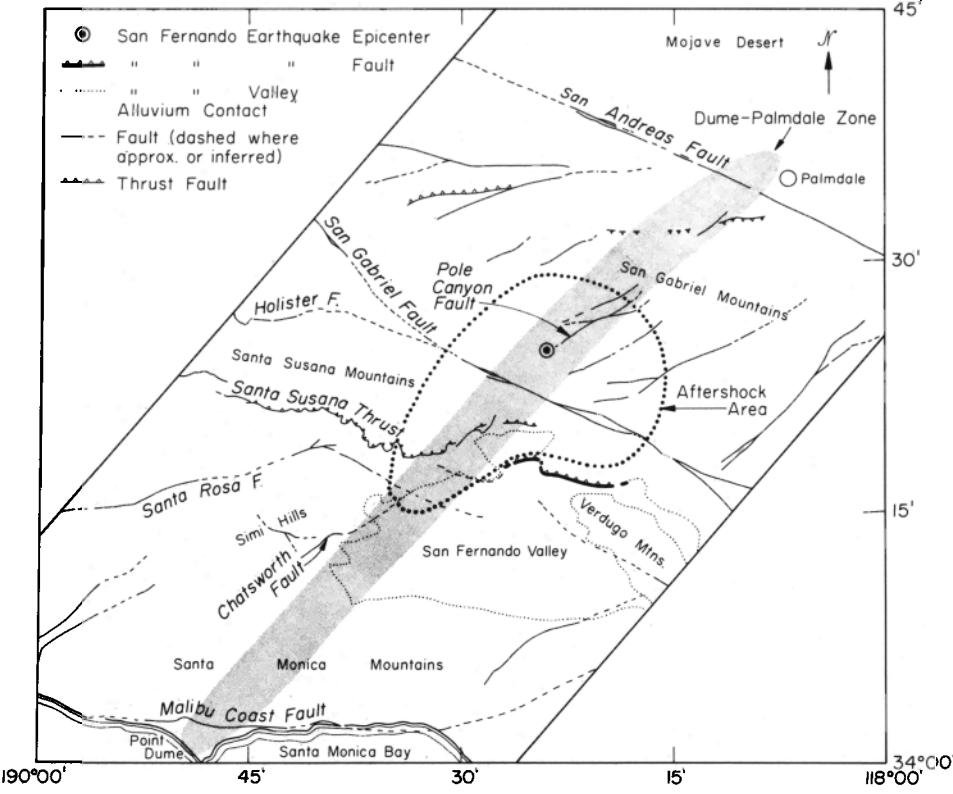 45'
San Fernando Earthquake Epicenter
" " " Fault
" " Valley
Alluvium Contact
Fault (dashed where
approx. or inferred)
Thrust Fault
Mojave Desert
N
Dume-Palmdale Zone
San Andreas Fault
Palmdale
30'
San Gabriel Fault
Pole
Canyon
Fault
San Gabriel Mountains
Holister F.
Santa Susana Mountains
Santa Susana Thrust
Aftershock
Area
Santa Rosa F.
15'
Simi Hills
Verdugo Mtns.
San Fernando Valley
Chatsworth
Fault
Santa Monica Mountains
Malibu Coast Fault
Point
Dume
Santa Monica Bay
34°00'
190°00' 45' 30' 15' 118°00'